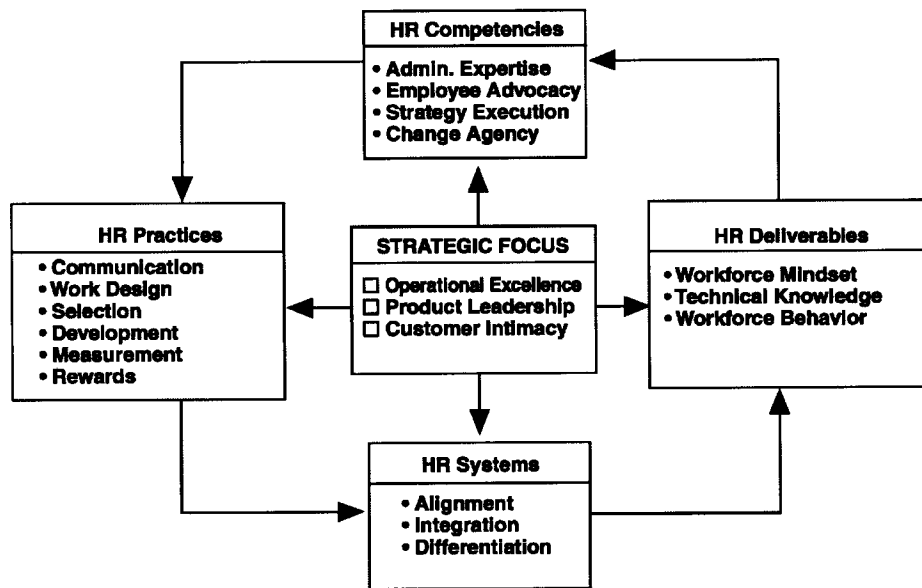 HR Competencies
• Admin. Expertise
• Employee Advocacy
• Strategy Execution
• Change Agency
HR Practices
• Communication
• Work Design
• Selection
• Development
• Measurement
• Rewards
STRATEGIC FOCUS
☐ Operational Excellence
☐ Product Leadership
☐ Customer Intimacy
HR Deliverables
• Workforce Mindset
• Technical Knowledge
• Workforce Behavior
HR Systems
• Alignment
• Integration
• Differentiation